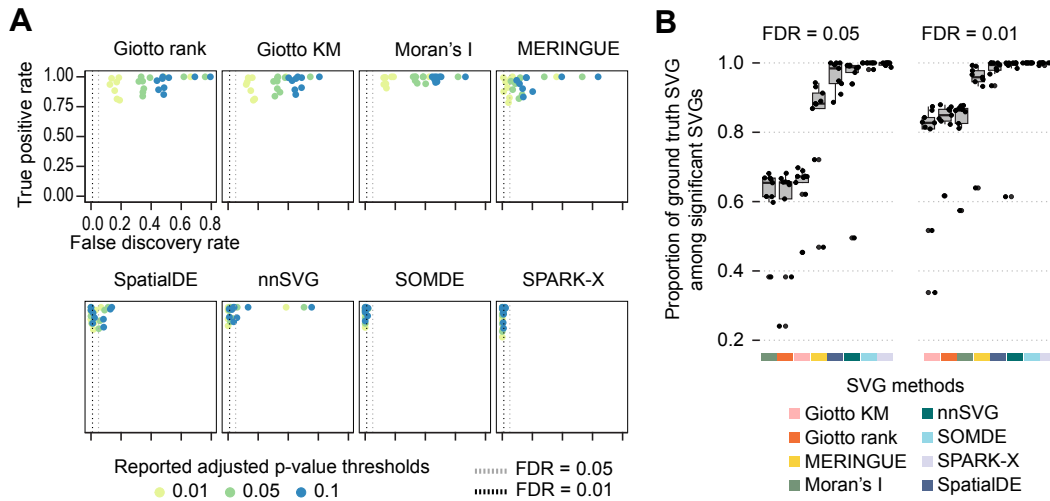 A
Giotto rank
Giotto KM
Moran's I
MERINGUE
True positive rate
1.00
0.75
0.50
0.25
0.00
0.0 0.2 0.4 0.6 0.8
False discovery rate
SpatialDE
nnSVG
SOMDE
SPARK-X
Reported adjusted p-value thresholds
0.01 0.05 0.1
FDR = 0.05
FDR = 0.01
B
FDR = 0.05
FDR = 0.01
Proportion of ground truth SVG
among significant SVGs
1.0
0.8
0.6
0.4
0.2
SVG methods
Giotto KM
Giotto rank
MERINGUE
Moran's I
nnSVG
SOMDE
SPARK-X
SpatialDE